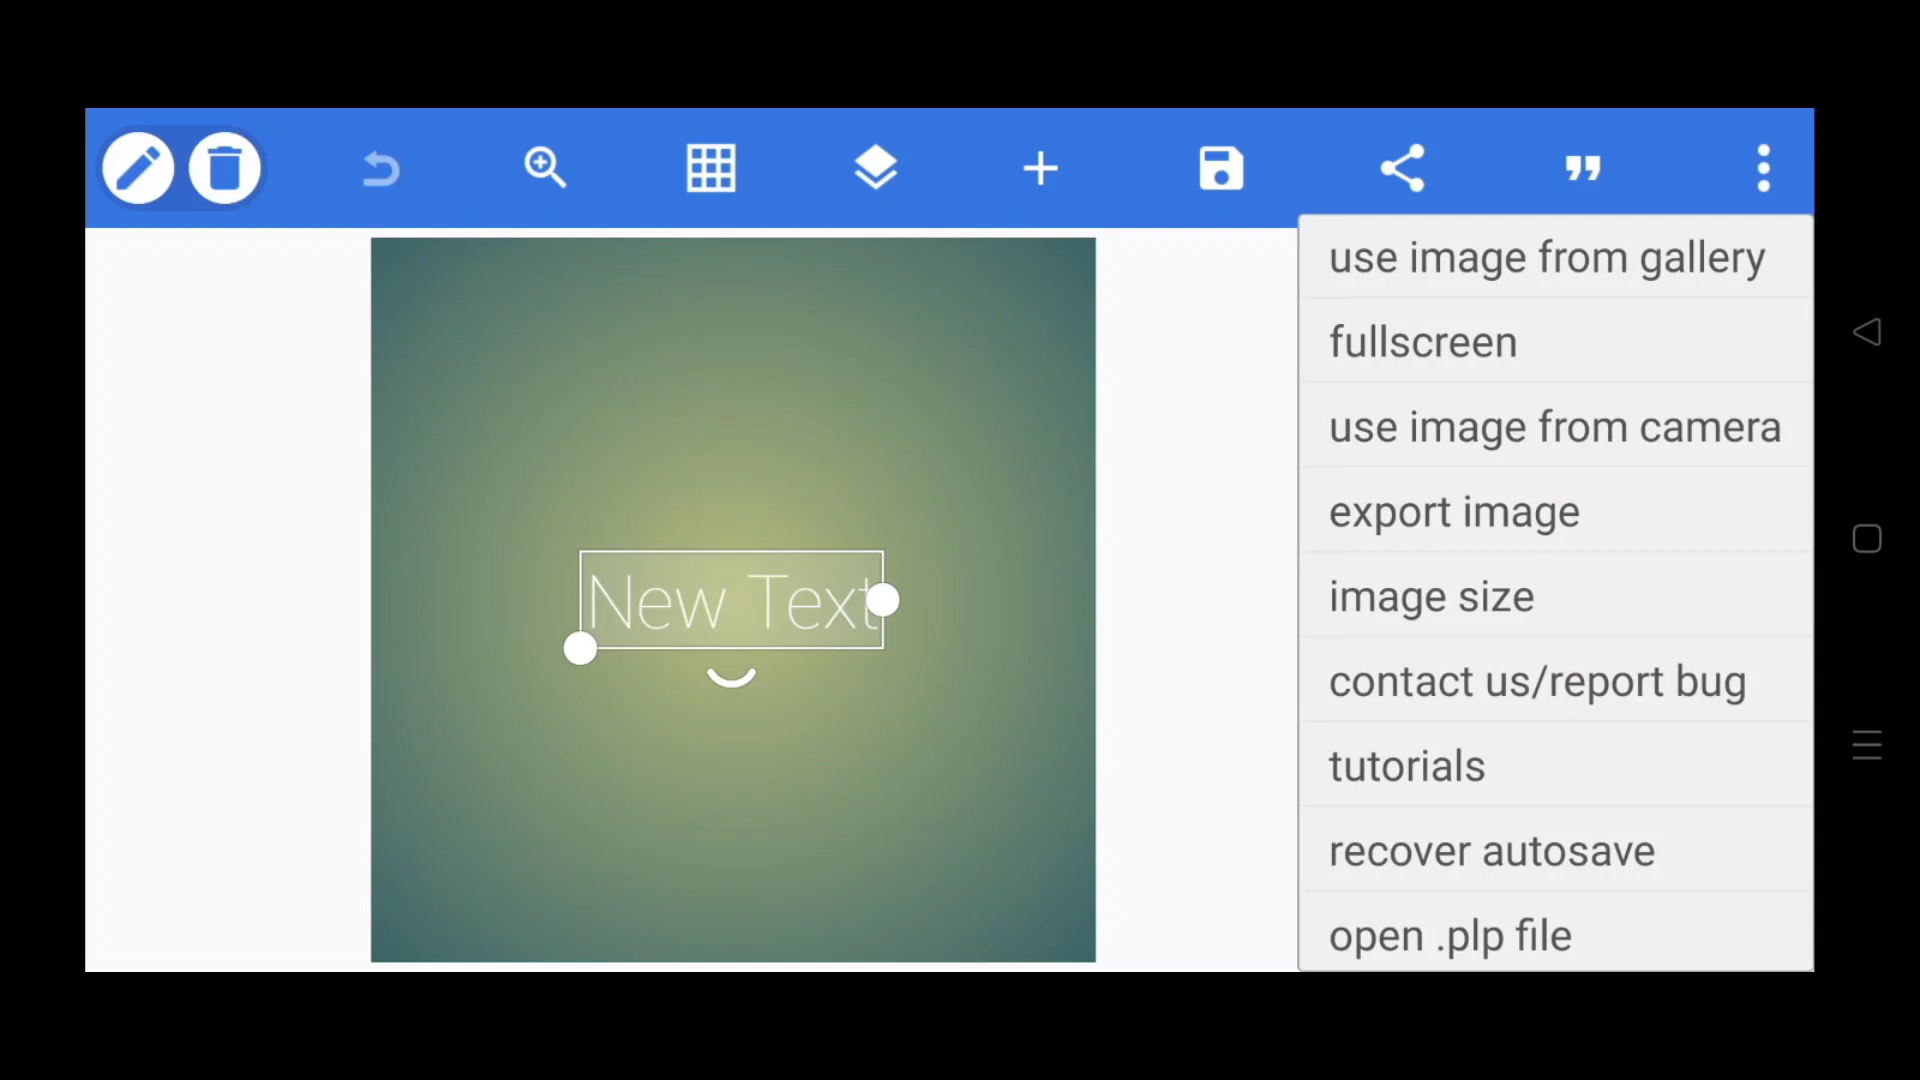 use image from gallery
fullscreen
use image from camera
export image
image size
contact us/report bug
tutorials
recover autosave
open .plp file
New Text